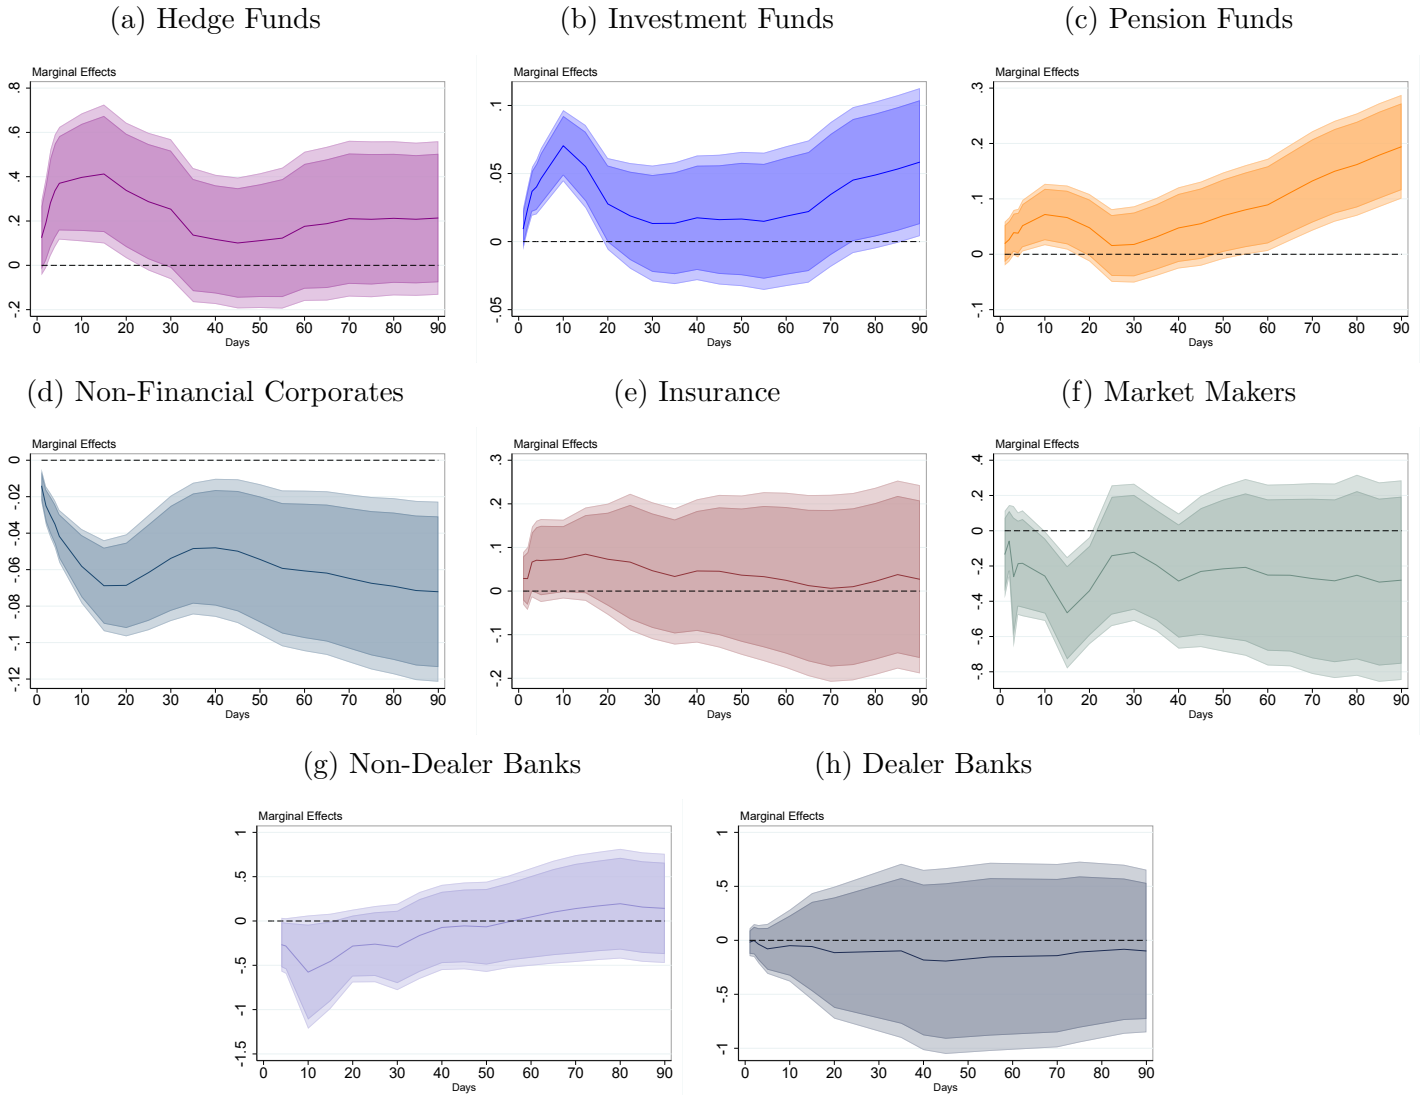 (a) Hedge Funds
(b) Investment Funds
(c) Pension Funds
Marginal Effects
.8
.6
.4
.2
0
-.2
0 10 20 30 40 50 60 70 80 90
Days
Marginal Effects
.1
.05
0
-.05
0 10 20 30 40 50 60 70 80 90
Days
Marginal Effects
.3
.2
.1
0
-.1
0 10 20 30 40 50 60 70 80 90
Days
(d) Non-Financial Corporates
(e) Insurance
(f) Market Makers
Marginal Effects
0
-.02
-.04
-.06
-.08
-.1
-.12
0 10 20 30 40 50 60 70 80 90
Days
Marginal Effects
.3
.2
.1
0
-.1
-.2
0 10 20 30 40 50 60 70 80 90
Days
Marginal Effects
.4
.2
0
-.2
-.4
-.6
-.8
0 10 20 30 40 50 60 70 80 90
Days
(g) Non-Dealer Banks
(h) Dealer Banks
Marginal Effects
1
.5
0
-.5
-1
-1.5
0 10 20 30 40 50 60 70 80 90
Days
Marginal Effects
1
.5
0
-.5
-1
0 10 20 30 40 50 60 70 80 90
Days